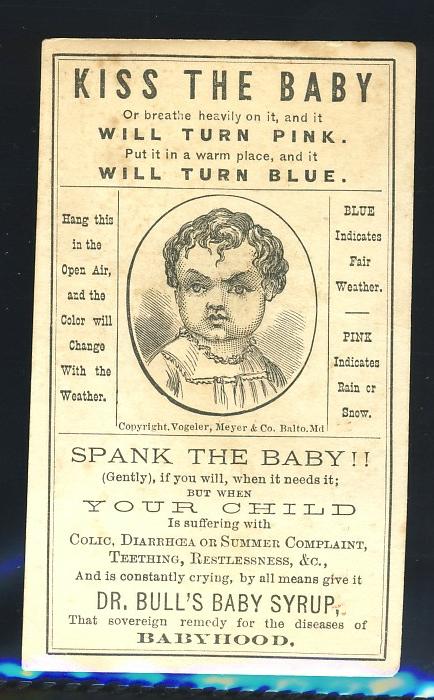 KISS THE BABY
Or breathe heavily on it, and it
WILL TURN PINK.
Put it in a warm place, and it
WILL TURN BLUE.
Hang this
in the
Open Air,
and the
Color will
Change
With the
Weather.
BLUE
Indicates
Fair
Weather.
PINK
Indicates
Rain or
Snow.
Copyright. Vogeler, Meyer & Co. Balto. Md
SPANK THE BABY!!
(Gently), if you will, when it needs it;
BUT WHEN
YOUR CHILD
Is suffering with
COLIC, DIARRHŒA OR SUMMER COMPLAINT,
TEETHING, RESTLESSNESS, &C.,
And is constantly crying, by all means give it
DR. BULL'S BABY SYRUP,
That sovereign remedy for the diseases of
BABYHOOD.